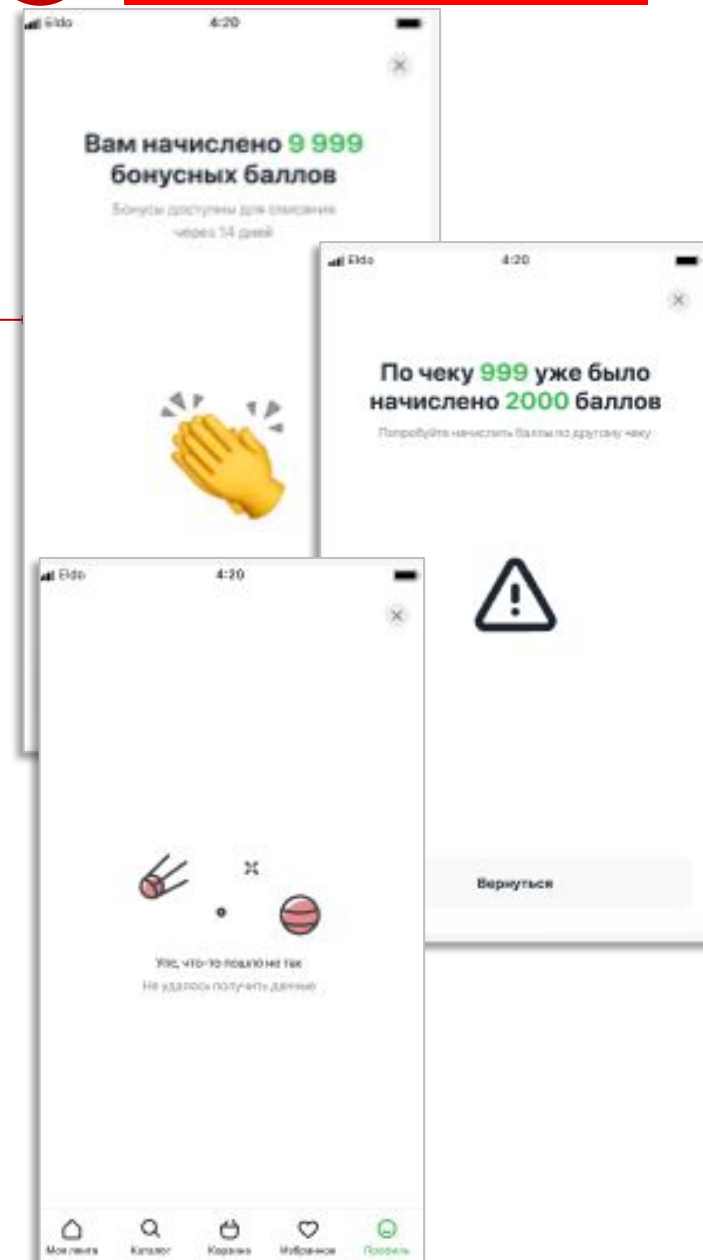 Eldo 4:20
Вам начислено 9 999
бонусных баллов
Бонусы доступны для списания
через 14 дней
Eldo 4:20
По чеку 999 уже было
начислено 2000 баллов
Попробуйте начислить баллы по другому чеку
Вернуться
Eldo 4:20
Упс, что-то пошло не так
Не удалось получить данные
Моя лента Каталог Корзина Избранное Профиль